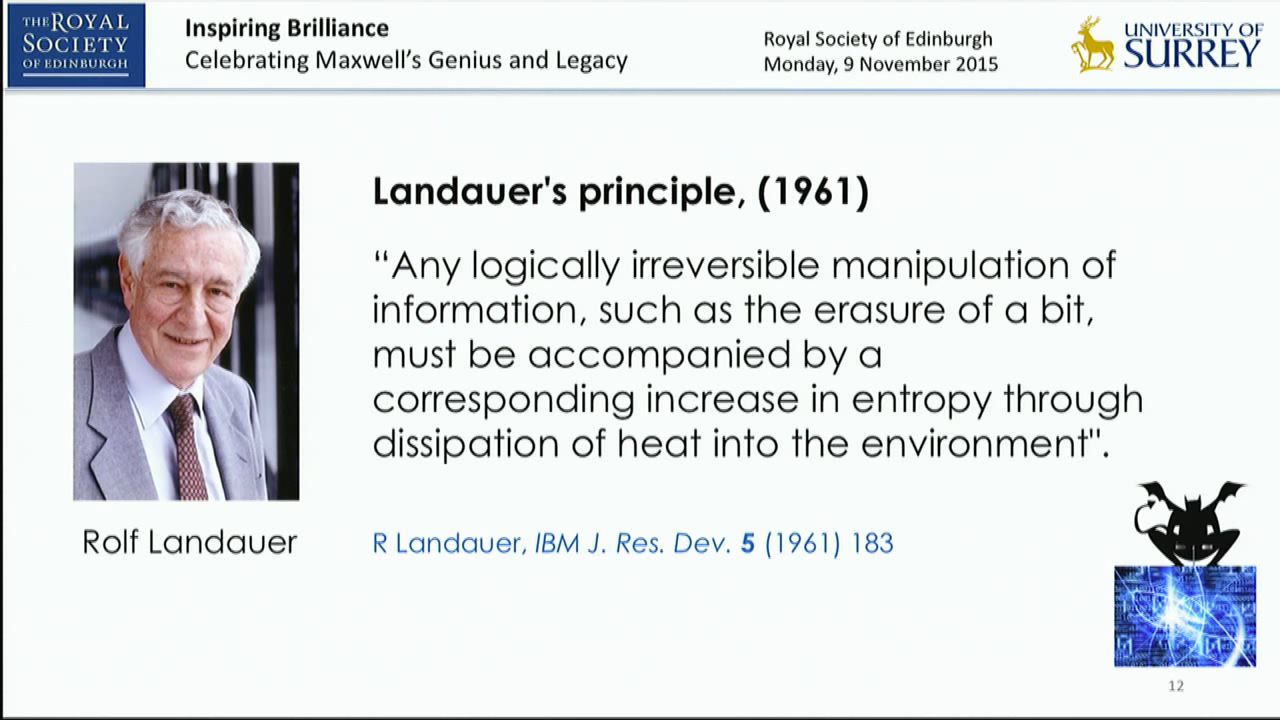 THE ROYAL
SOCIETY
OF EDINBURGH
Inspiring Brilliance
Celebrating Maxwell’s Genius and Legacy
Royal Society of Edinburgh
Monday, 9 November 2015
UNIVERSITY OF
SURREY
Landauer's principle, (1961)
“Any logically irreversible manipulation of
information, such as the erasure of a bit,
must be accompanied by a
corresponding increase in entropy through
dissipation of heat into the environment".
Rolf Landauer
R Landauer, IBM J. Res. Dev. 5 (1961) 183
12